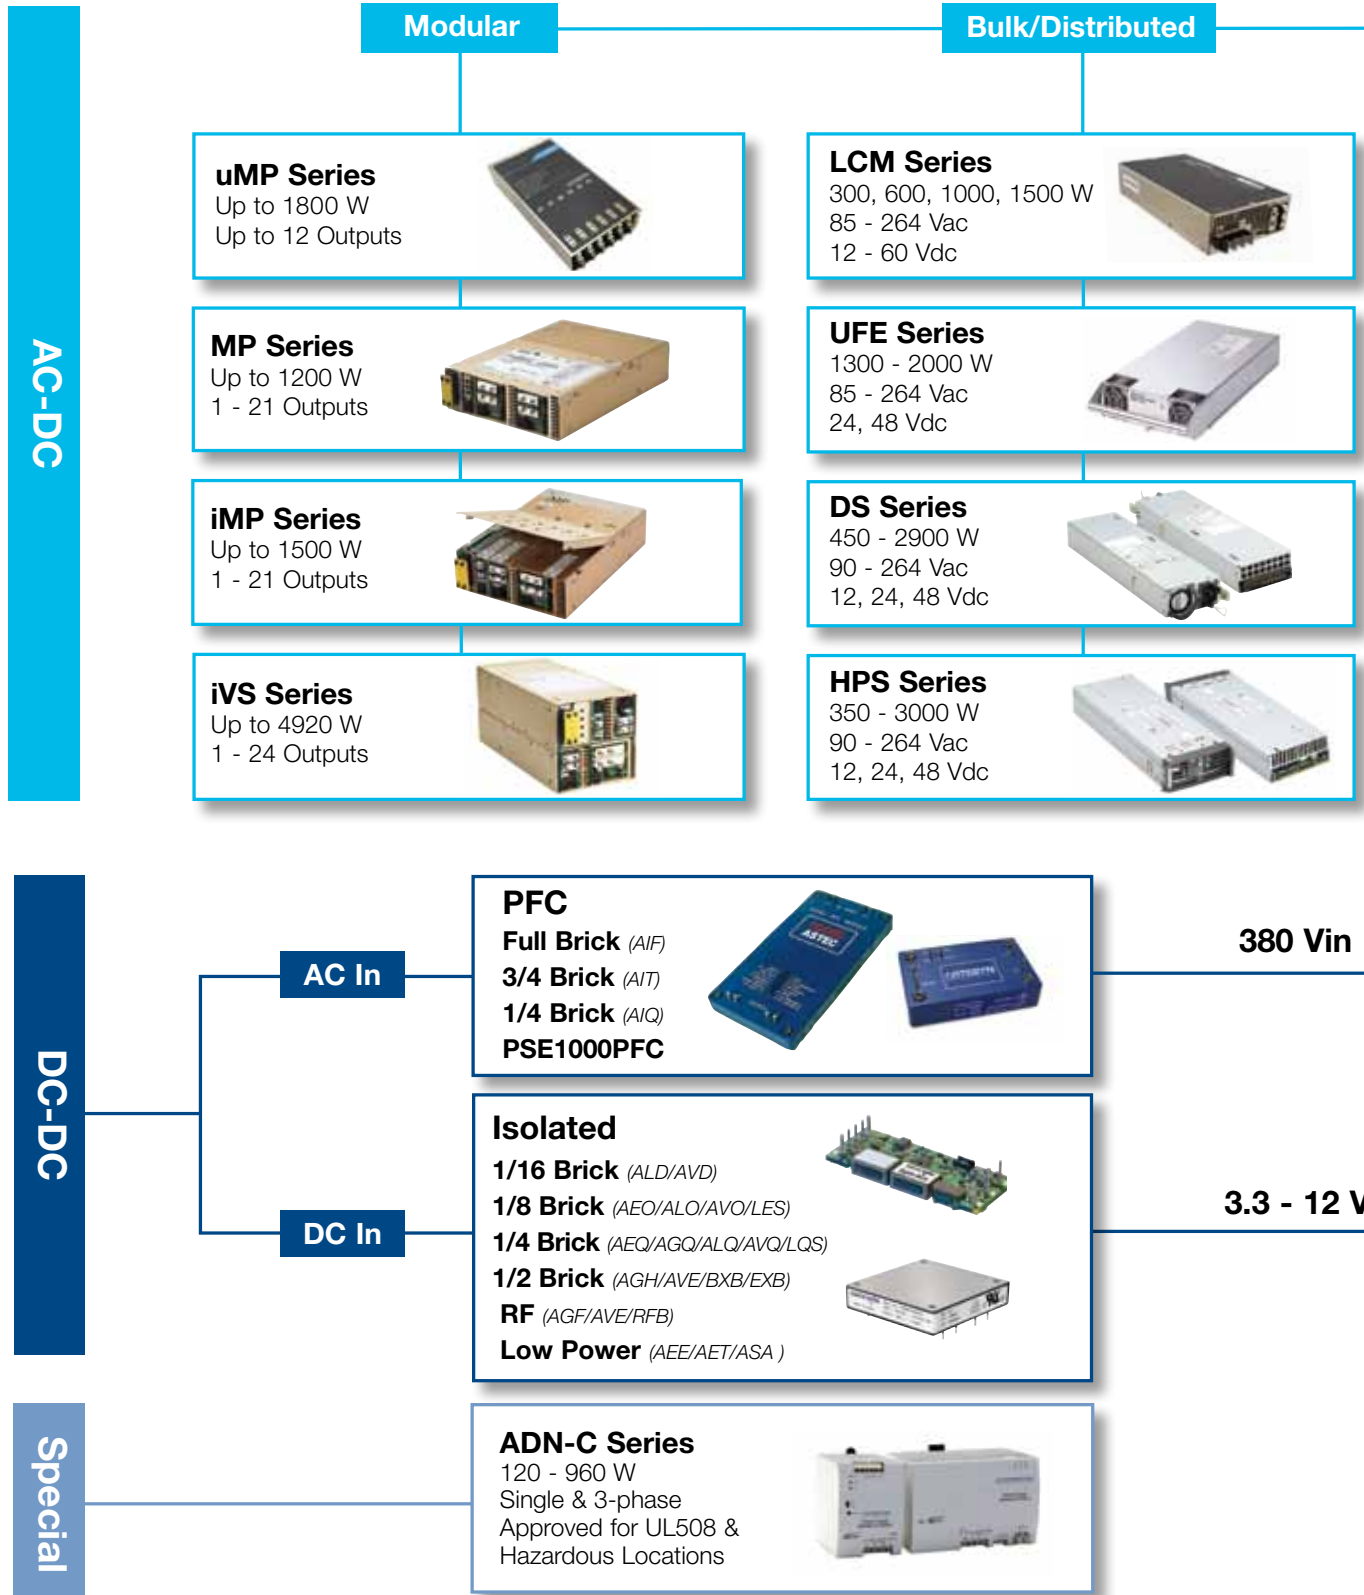 Modular
Bulk/Distributed
AC-DC
uMP Series
Up to 1800 W
Up to 12 Outputs
LCM Series
300, 600, 1000, 1500 W
85 - 264 Vac
12 - 60 Vdc
MP Series
Up to 1200 W
1 - 21 Outputs
UFE Series
1300 - 2000 W
85 - 264 Vac
24, 48 Vdc
iMP Series
Up to 1500 W
1 - 21 Outputs
DS Series
450 - 2900 W
90 - 264 Vac
12, 24, 48 Vdc
iVS Series
Up to 4920 W
1 - 24 Outputs
HPS Series
350 - 3000 W
90 - 264 Vac
12, 24, 48 Vdc
DC-DC
AC In
PFC
Full Brick (AIF)
3/4 Brick (AIT)
1/4 Brick (AIQ)
PSE1000PFC
ASTEC
380 Vin
DC In
Isolated
1/16 Brick (ALD/AVD)
1/8 Brick (AEO/ALO/AVO/LES)
1/4 Brick (AEQ/AGQ/ALQ/AVQ/LQS)
1/2 Brick (AGH/AVE/BXB/EXB)
RF (AGF/AVE/RFB)
Low Power (AEE/AET/ASA )
3.3 - 12 V
Special
ADN-C Series
120 - 960 W
Single & 3-phase
Approved for UL508 &
Hazardous Locations